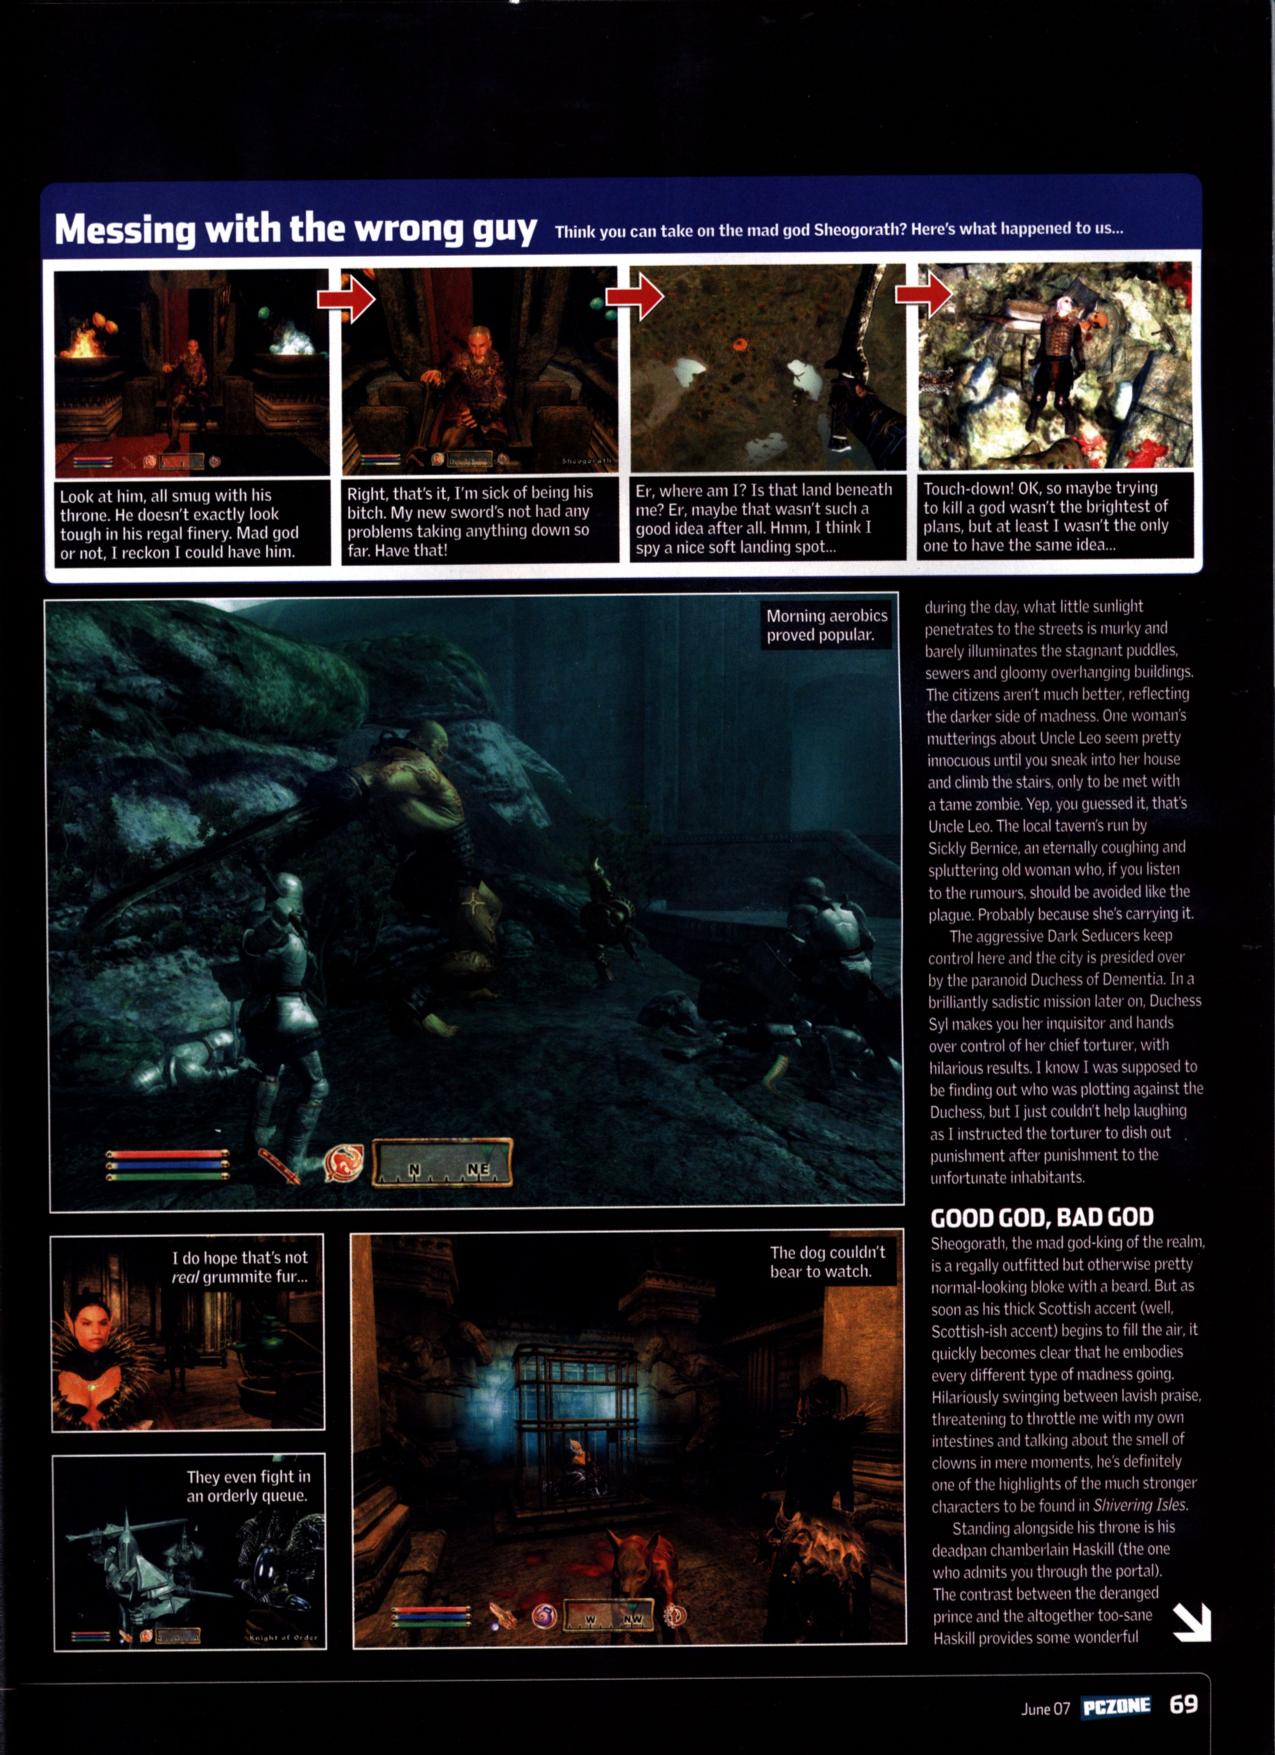 Messing with the wrong guy Think you can take on the mad god Sheogorath? Here's what happened to us...
Look at him, all smug with his
throne. He doesn't exactly look
tough in his regal finery. Mad god
or not, I reckon I could have him.
Sheogorath
Right, that's it, I'm sick of being his
bitch. My new sword's not had any
problems taking anything down so
far. Have that!
Er, where am I? Is that land beneath
me? Er, maybe that wasn't such a
good idea after all. Hmm, I think I
spy a nice soft landing spot...
Touch-down! OK, so maybe trying
to kill a god wasn't the brightest of
plans, but at least I wasn't the only
one to have the same idea...
Morning aerobics
proved popular.
N NE
I do hope that's not
real grummite fur...
They even fight in
an orderly queue.
Knight of Order
The dog couldn't
bear to watch.
W NW
during the day, what little sunlight
penetrates to the streets is murky and
barely illuminates the stagnant puddles,
sewers and gloomy overhanging buildings.
The citizens aren't much better, reflecting
the darker side of madness. One woman's
mutterings about Uncle Leo seem pretty
innocuous until you sneak into her house
and climb the stairs, only to be met with
a tame zombie. Yep, you guessed it, that's
Uncle Leo. The local tavern's run by
Sickly Bernice, an eternally coughing and
spluttering old woman who, if you listen
to the rumours, should be avoided like the
plague. Probably because she's carrying it.
The aggressive Dark Seducers keep
control here and the city is presided over
by the paranoid Duchess of Dementia. In a
brilliantly sadistic mission later on, Duchess
Syl makes you her inquisitor and hands
over control of her chief torturer, with
hilarious results. I know I was supposed to
be finding out who was plotting against the
Duchess, but I just couldn't help laughing
as I instructed the torturer to dish out
punishment after punishment to the
unfortunate inhabitants.
GOOD GOD, BAD GOD
Sheogorath, the mad god-king of the realm,
is a regally outfitted but otherwise pretty
normal-looking bloke with a beard. But as
soon as his thick Scottish accent (well,
Scottish-ish accent) begins to fill the air, it
quickly becomes clear that he embodies
every different type of madness going.
Hilariously swinging between lavish praise,
threatening to throttle me with my own
intestines and talking about the smell of
clowns in mere moments, he's definitely
one of the highlights of the much stronger
characters to be found in Shivering Isles.
Standing alongside his throne is his
deadpan chamberlain Haskill (the one
who admits you through the portal).
The contrast between the deranged
prince and the altogether too-sane
Haskill provides some wonderful
June 07 PCZONE 69